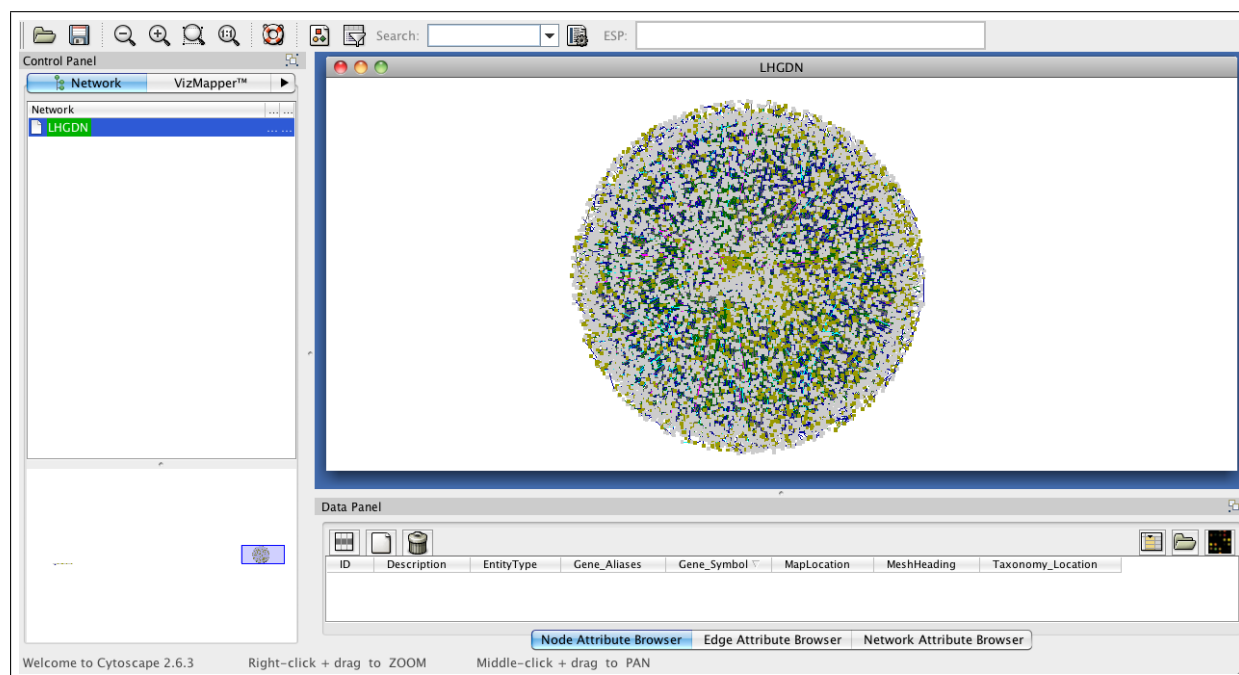 Search:
ESP:
Control Panel
Network
VizMapper™
Network
... ...
LHGDN
... ...
LHGDN
Data Panel
ID Description EntityType Gene_Aliases Gene_Symbol ▽ MapLocation MeshHeading Taxonomy_Location
Node Attribute Browser Edge Attribute Browser Network Attribute Browser
Welcome to Cytoscape 2.6.3 Right-click + drag to ZOOM Middle-click + drag to PAN